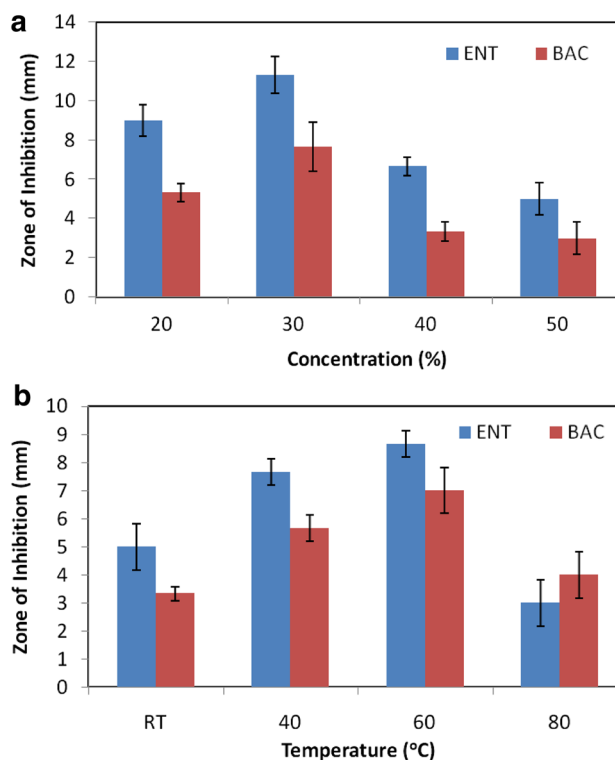 a
14
12
10
8
6
4
2
0
Zone of Inhibition (mm)
ENT BAC
20 30 40 50
Concentration (%)
b
10
9
8
7
6
5
4
3
2
1
0
Zone of Inhibition (mm)
ENT BAC
RT 40 60 80
Temperature (°C)